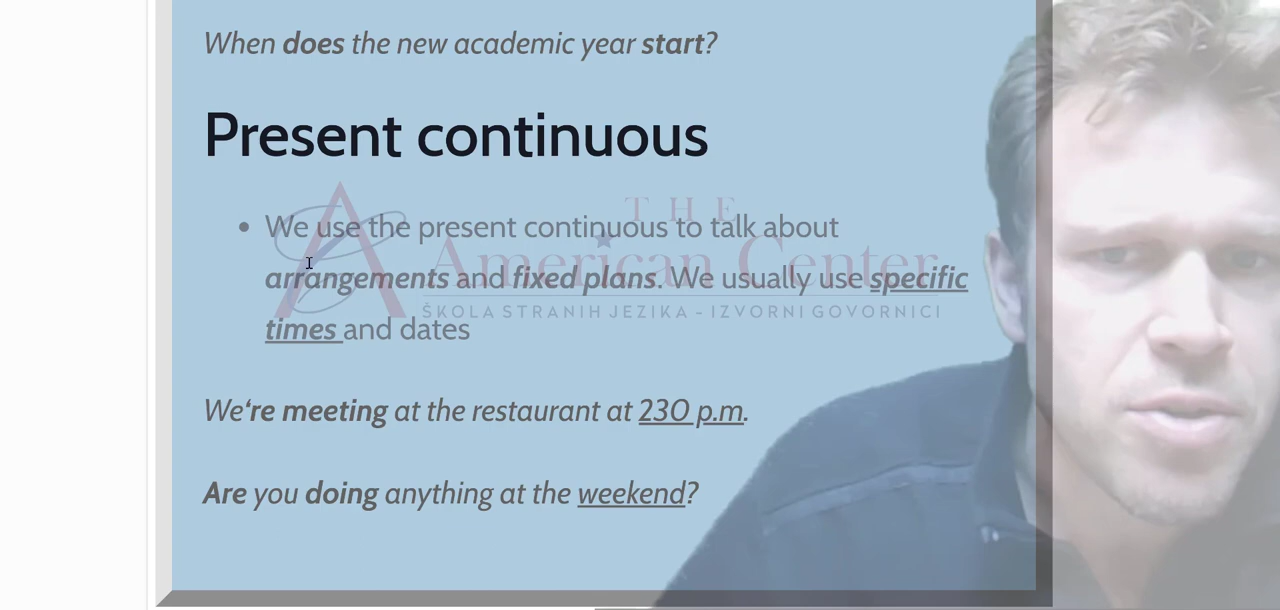 When does the new academic year start?
Present continuous
• We use the present continuous to talk about
arrangements and fixed plans. We usually use specific
times and dates
THE
American Center
ŠKOLA STRANIH JEZIKA - IZVORNI GOVORNICI
We‘re meeting at the restaurant at 230 p.m.
Are you doing anything at the weekend?